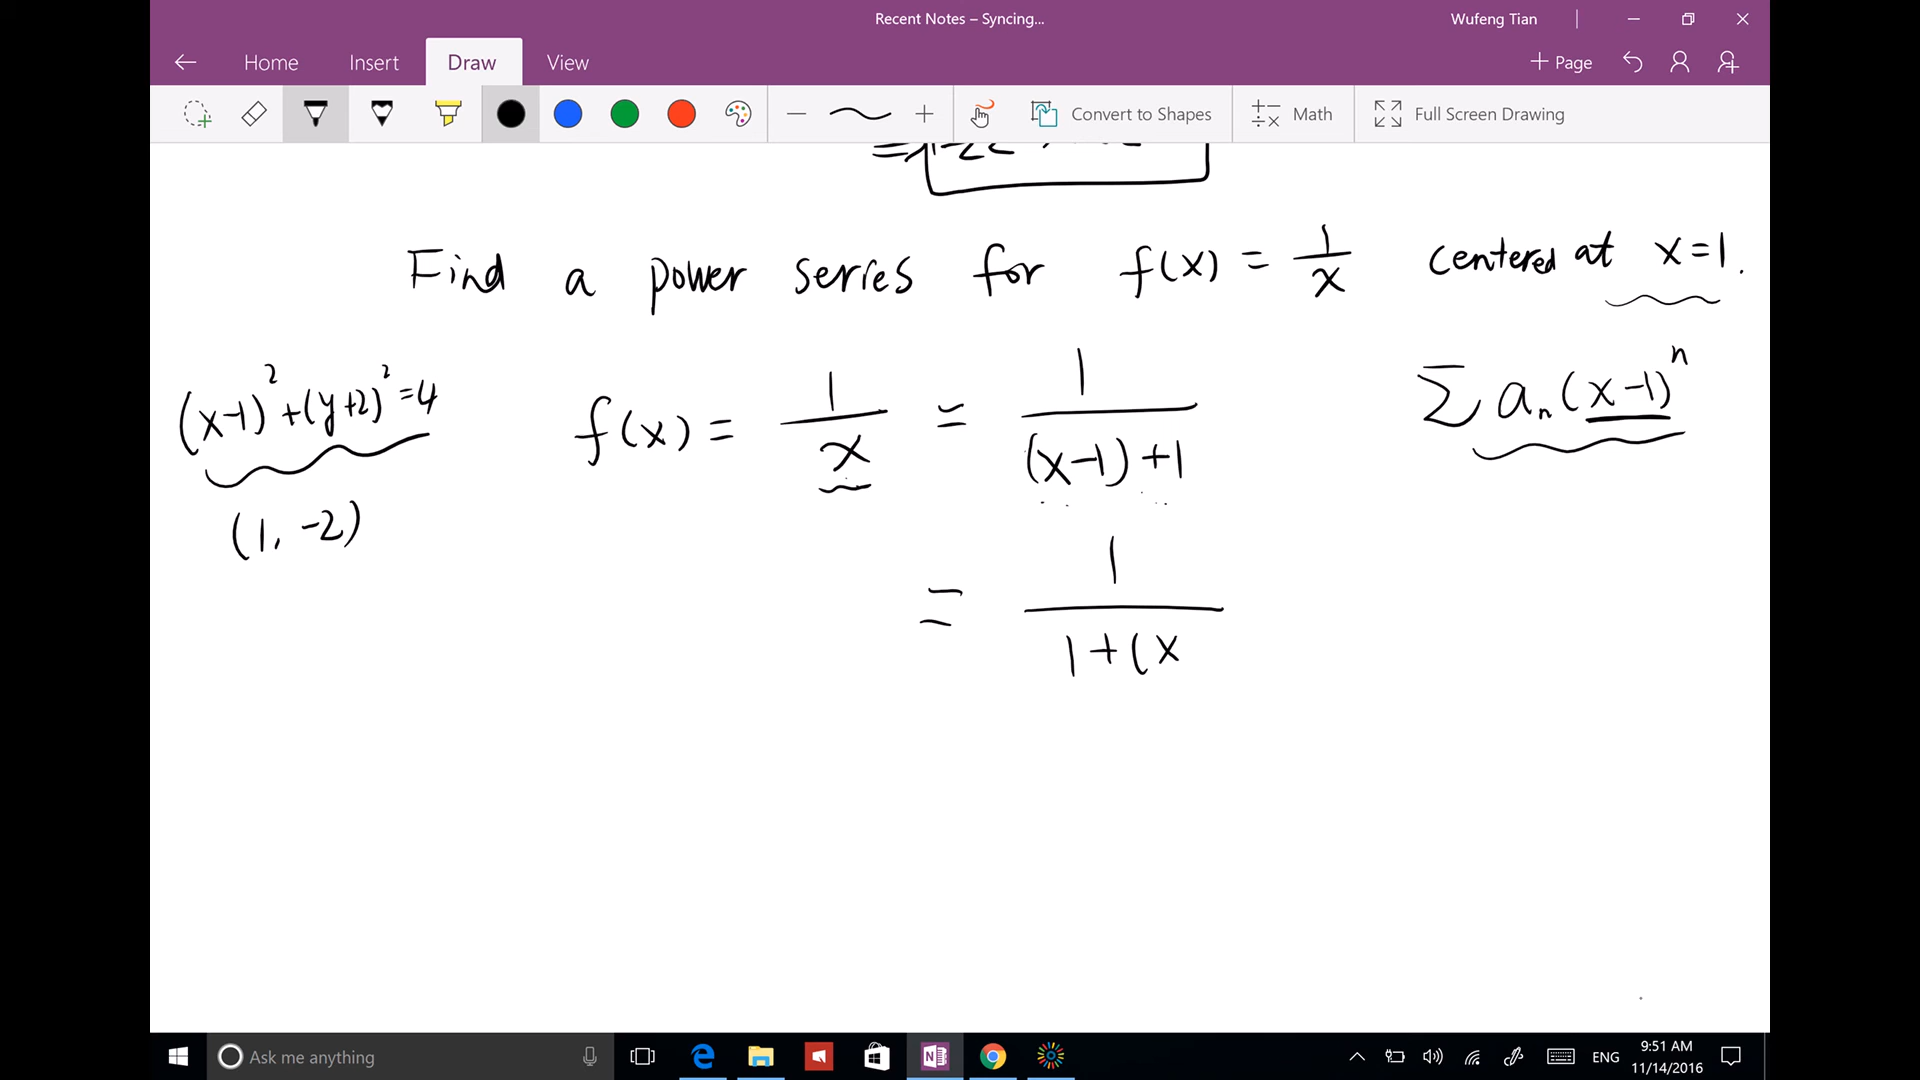 Recent Notes – Syncing...
Wufeng Tian
Home Insert Draw View
Page
Convert to Shapes
Math
Full Screen Drawing
Find a power series for f(x) = 1/x centered at x=1.
(x-1)² + (y+2)² = 4
f(x) = 1/x = 1/((x-1)+1)
∑ aₙ(x-1)ⁿ
(1, -2)
= 1/(1+(x
Ask me anything
ENG
9:51 AM
11/14/2016